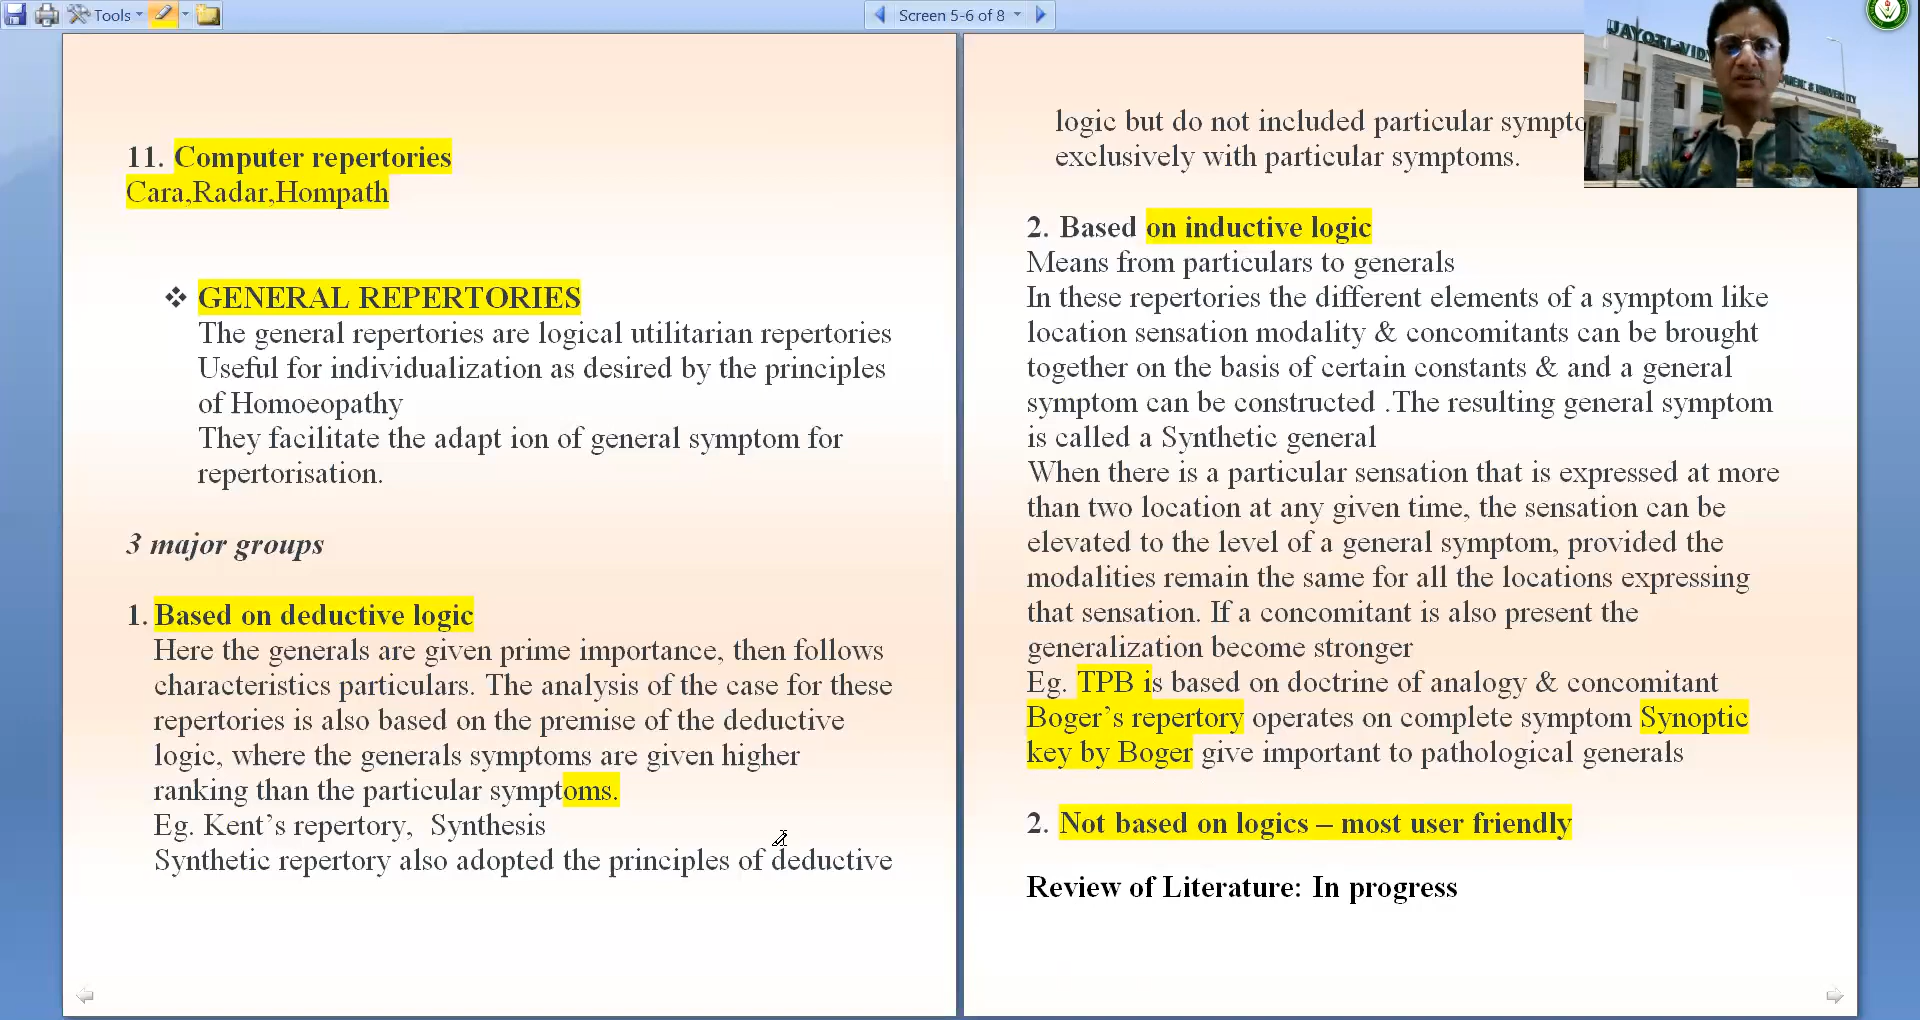 Tools
Screen 5-6 of 8
11. Computer repertories
Cara,Radar,Hompath
GENERAL REPERTORIES
The general repertories are logical utilitarian repertories
Useful for individualization as desired by the principles
of Homoeopathy
They facilitate the adapt ion of general symptom for
repertorisation.
3 major groups
1. Based on deductive logic
Here the generals are given prime importance, then follows
characteristics particulars. The analysis of the case for these
repertories is also based on the premise of the deductive
logic, where the generals symptoms are given higher
ranking than the particular symptoms.
Eg. Kent's repertory, Synthesis
Synthetic repertory also adopted the principles of deductive
logic but do not included particular sympto
exclusively with particular symptoms.
2. Based on inductive logic
Means from particulars to generals
In these repertories the different elements of a symptom like
location sensation modality & concomitants can be brought
together on the basis of certain constants & and a general
symptom can be constructed .The resulting general symptom
is called a Synthetic general
When there is a particular sensation that is expressed at more
than two location at any given time, the sensation can be
elevated to the level of a general symptom, provided the
modalities remain the same for all the locations expressing
that sensation. If a concomitant is also present the
generalization become stronger
Eg. TPB is based on doctrine of analogy & concomitant
Boger's repertory operates on complete symptom Synoptic
key by Boger give important to pathological generals
2. Not based on logics – most user friendly
Review of Literature: In progress
JAYOTI VID